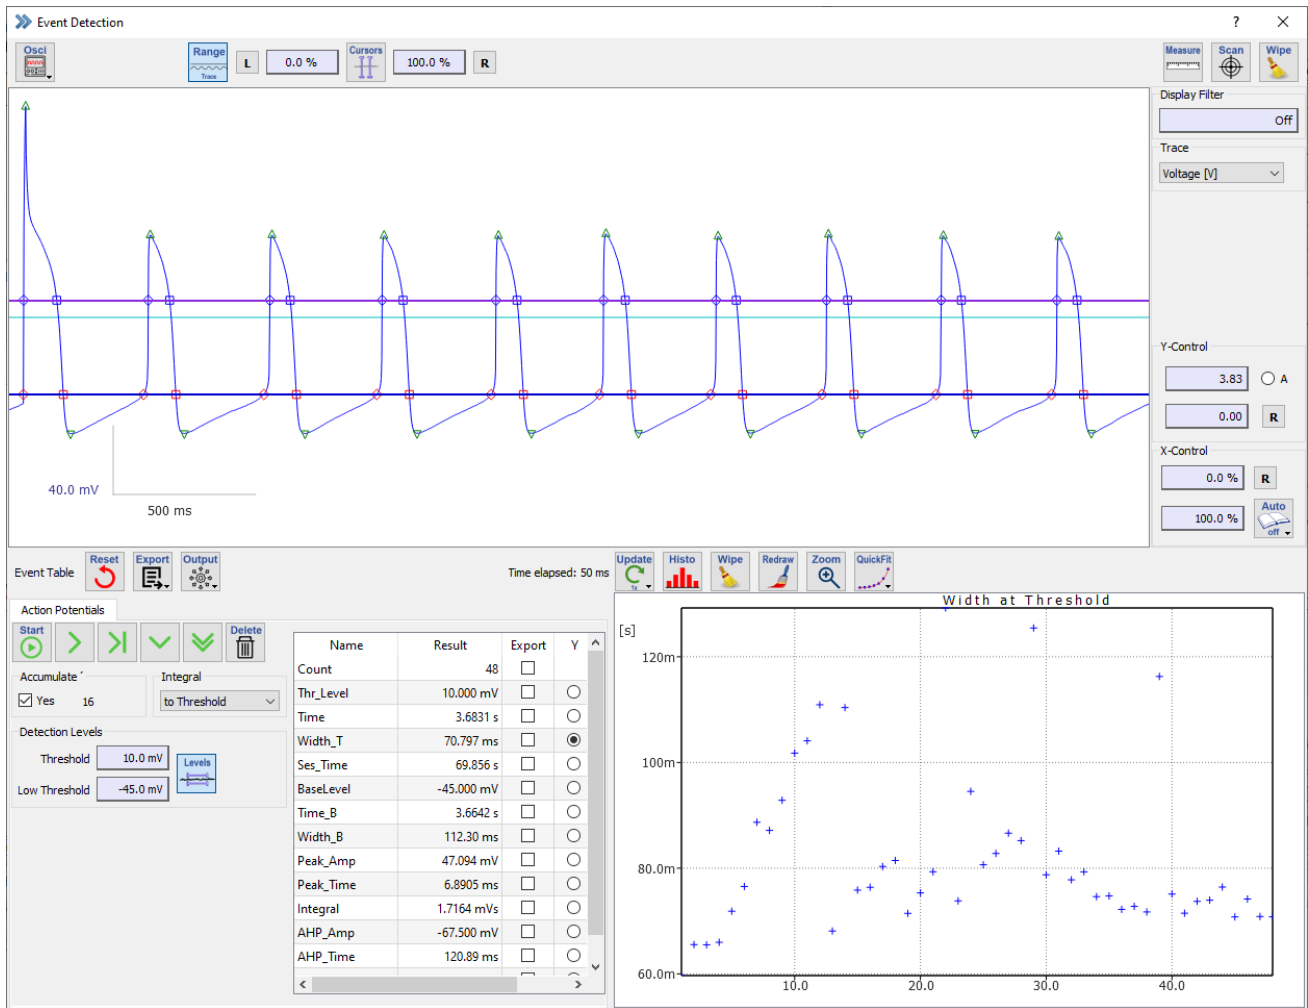 Event Detection
?
Osci
Range
Trace
L
0.0 %
Cursors
100.0 %
R
Measure
Scan
Wipe
Display Filter
Off
Trace
Voltage [V]
Y-Control
3.83
A
0.00
R
X-Control
0.0 %
R
100.0 %
Auto
off
40.0 mV
500 ms
Event Table
Reset
Export
Output
Time elapsed: 50 ms
Update
1x
Histo
Wipe
Redraw
Zoom
QuickFit
Action Potentials
Start
Delete
Accumulate '
Yes 16
Integral
to Threshold
Detection Levels
Threshold 10.0 mV
Low Threshold -45.0 mV
Levels
Name Result Export Y
Count 48
Thr_Level 10.000 mV
Time 3.6831 s
Width_T 70.797 ms
Ses_Time 69.856 s
BaseLevel -45.000 mV
Time_B 3.6642 s
Width_B 112.30 ms
Peak_Amp 47.094 mV
Peak_Time 6.8905 ms
Integral 1.7164 mVs
AHP_Amp -67.500 mV
AHP_Time 120.89 ms
Width at Threshold
[s]
120m
100m
80.0m
60.0m
10.0 20.0 30.0 40.0